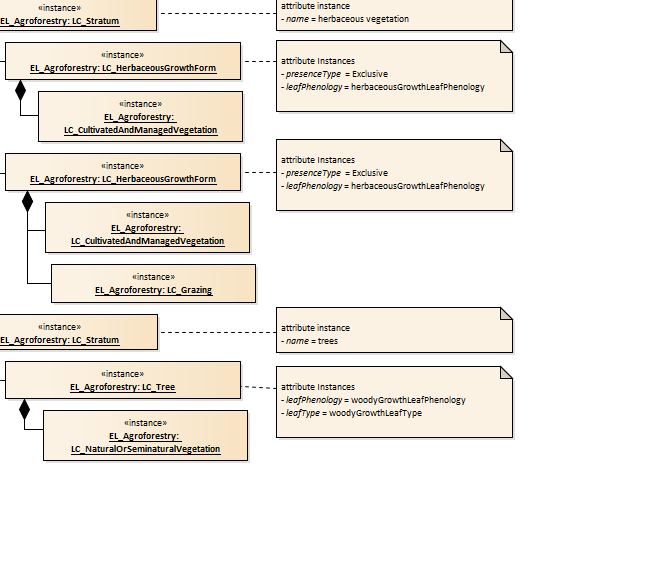 attribute instances
- name = herbaceous vegetation
EL_Agroforestry: LC_Stratum
«instance»
EL_Agroforestry: LC_HerbaceousGrowthForm
attribute Instances
- presenceType = Exclusive
- leafPhenology = herbaceousGrowthLeafPhenology
«instance»
EL_Agroforestry:
LC_CultivatedAndManagedVegetation
«instance»
EL_Agroforestry: LC_HerbaceousGrowthForm
attribute Instances
- presenceType = Exclusive
- leafPhenology = herbaceousGrowthLeafPhenology
«instance»
EL_Agroforestry:
LC_CultivatedAndManagedVegetation
«instance»
EL_Agroforestry: LC_Grazing
«instance»
EL_Agroforestry: LC_Stratum
attribute instance
- name = trees
«instance»
EL_Agroforestry: LC_Tree
attribute Instances
- leafPhenology = woodyGrowthLeafPhenology
- leafType = woodyGrowthLeafType
«instance»
EL_Agroforestry:
LC_NaturalOrSeminaturalVegetation